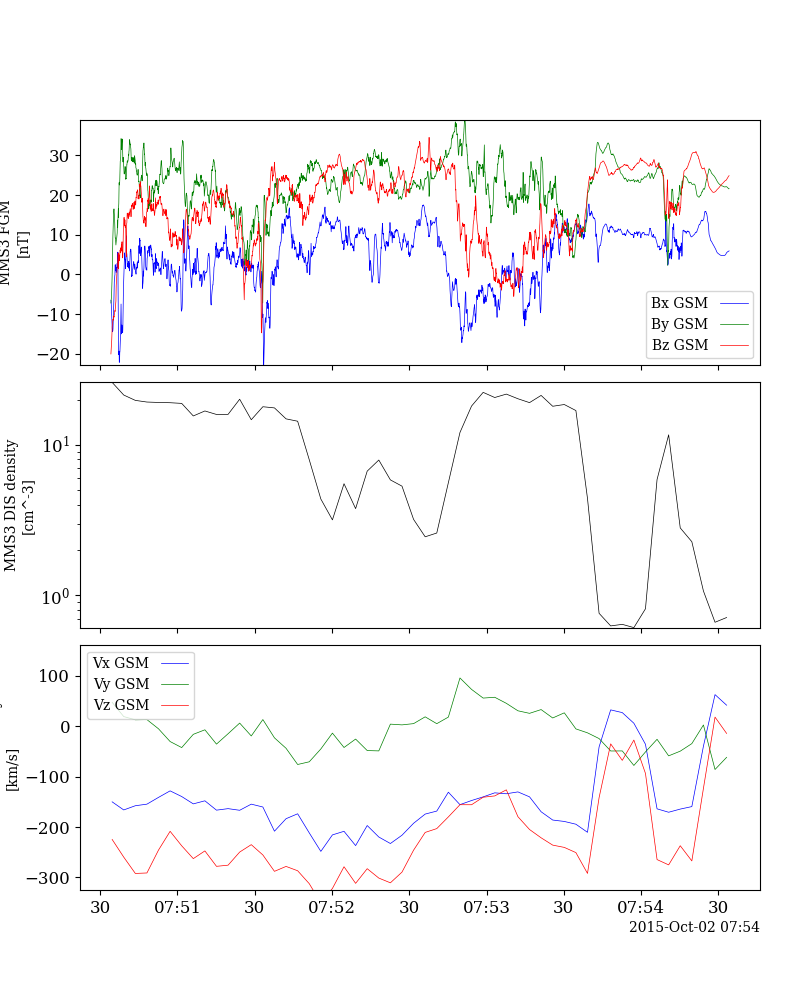 MMS3 FGM
[nT]
30
20
10
0
−10
−20
Bx GSM
By GSM
Bz GSM
MMS3 DIS density
[cm^-3]
10^1
10^0
[km/s]
100
0
−100
−200
−300
Vx GSM
Vy GSM
Vz GSM
30 07:51 30 07:52 30 07:53 30 07:54 30
2015-Oct-02 07:54